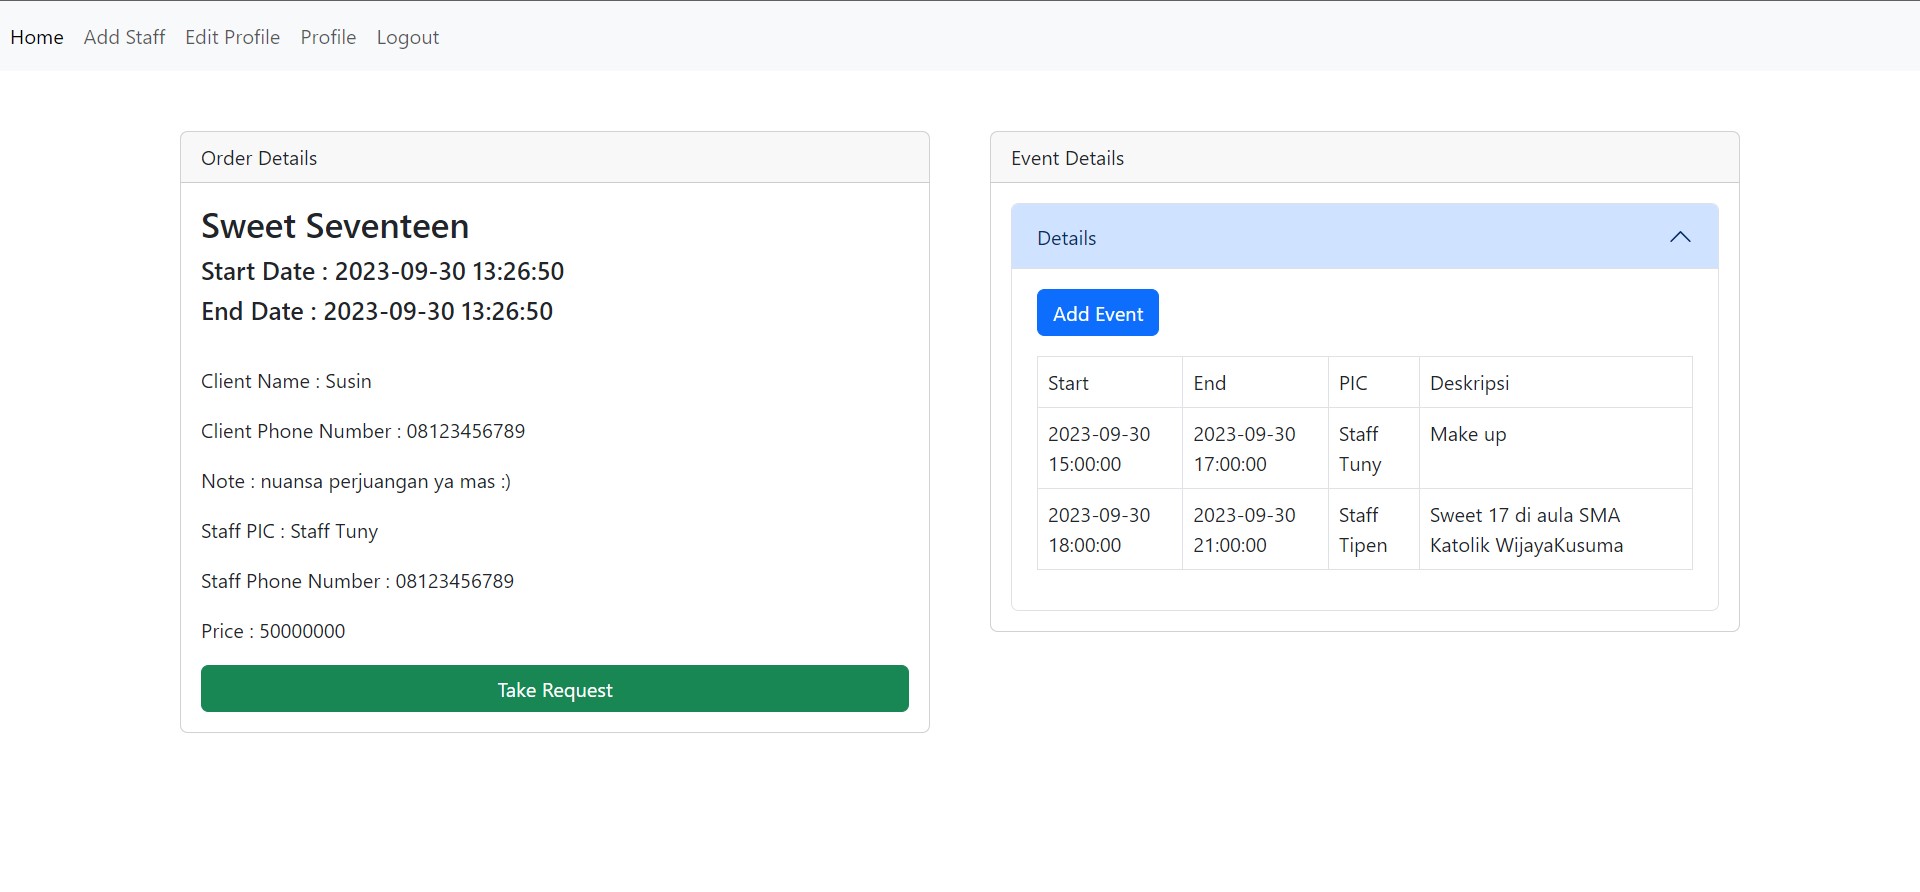 Home Add Staff Edit Profile Profile Logout
Order Details
Sweet Seventeen
Start Date : 2023-09-30 13:26:50
End Date : 2023-09-30 13:26:50
Client Name : Susin
Client Phone Number : 08123456789
Note : nuansa perjuangan ya mas :)
Staff PIC : Staff Tuny
Staff Phone Number : 08123456789
Price : 50000000
Take Request
Event Details
Details
Add Event
Start End PIC Deskripsi
2023-09-30 2023-09-30 Staff Make up
15:00:00 17:00:00 Tuny
2023-09-30 2023-09-30 Staff Sweet 17 di aula SMA
18:00:00 21:00:00 Tipen Katolik WijayaKusuma